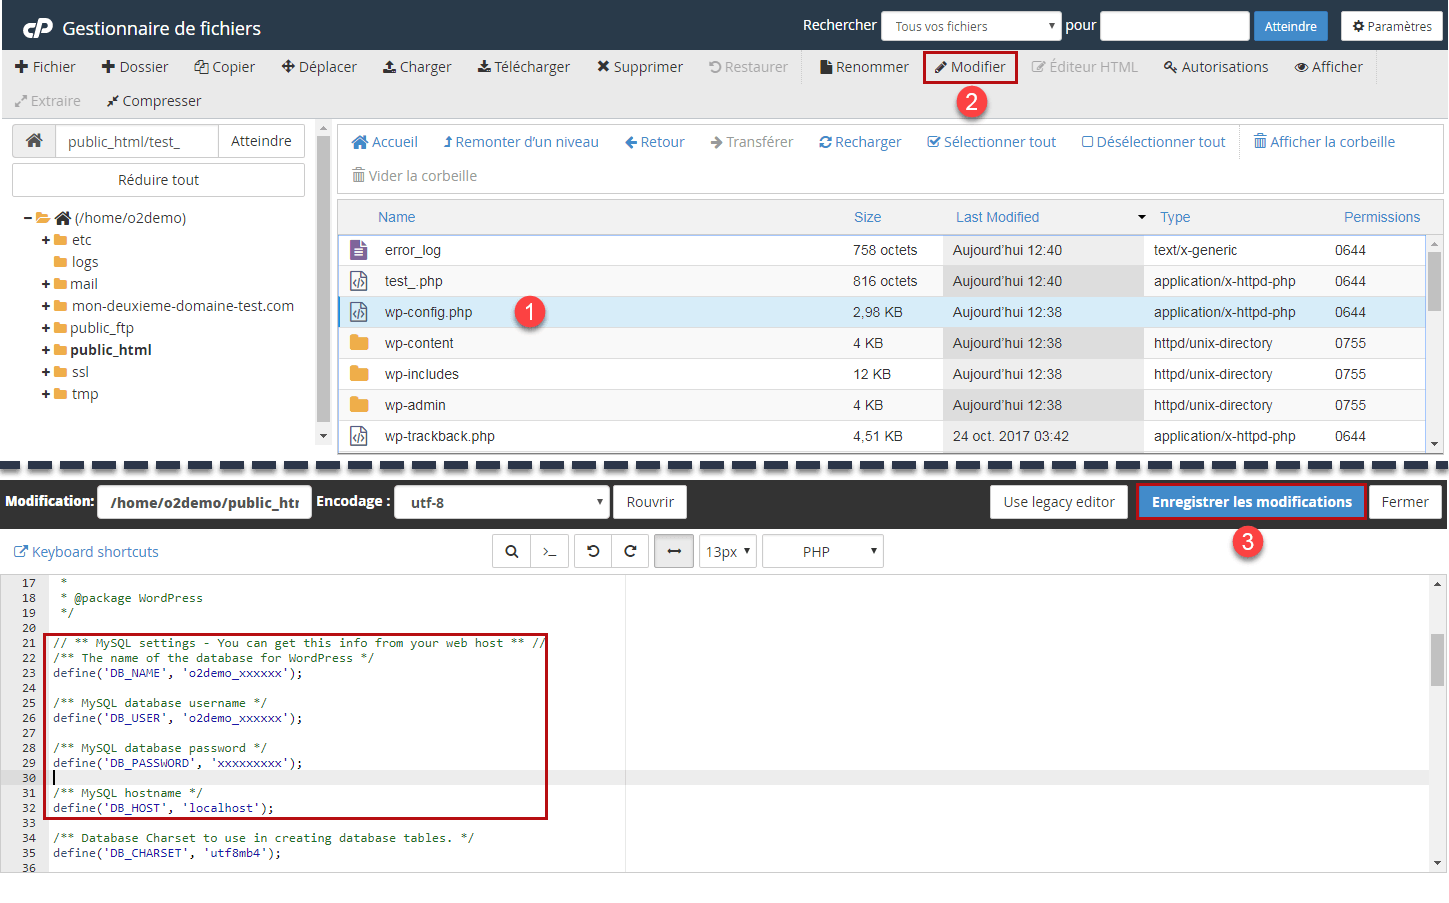 cP Gestionnaire de fichiers
Rechercher Tous vos fichiers pour Atteindre Paramètres
Fichier Dossier Copier Déplacer Charger Télécharger Supprimer Restaurer Renommer Modifier Éditeur HTML Autorisations Afficher
Extraire Compresser
2
public_html/test_ Atteindre
Réduire tout
(/home/o2demo)
etc
logs
mail
mon-deuxieme-domaine-test.com
public_ftp
public_html
ssl
tmp
Accueil Remonter d'un niveau Retour Transférer Recharger Sélectionner tout Désélectionner tout Afficher la corbeille
Vider la corbeille
Name Size Last Modified Type Permissions
error_log 758 octets Aujourd'hui 12:40 text/x-generic 0644
test_.php 816 octets Aujourd'hui 12:40 application/x-httpd-php 0644
wp-config.php 1 2,98 KB Aujourd'hui 12:38 application/x-httpd-php 0644
wp-content 4 KB Aujourd'hui 12:38 httpd/unix-directory 0755
wp-includes 12 KB Aujourd'hui 12:38 httpd/unix-directory 0755
wp-admin 4 KB Aujourd'hui 12:38 httpd/unix-directory 0755
wp-trackback.php 4,51 KB 24 oct. 2017 03:42 application/x-httpd-php 0644
Modification: /home/o2demo/public_htr Encodage : utf-8 Rouvrir Use legacy editor Enregistrer les modifications Fermer
3
Keyboard shortcuts 13px PHP
17 *
18 * @package WordPress
19 */
20
21 // ** MySQL settings - You can get this info from your web host ** //
22 /** The name of the database for WordPress */
23 define('DB_NAME', 'o2demo_xxxxxx');
24
25 /** MySQL database username */
26 define('DB_USER', 'o2demo_xxxxxx');
27
28 /** MySQL database password */
29 define('DB_PASSWORD', 'xxxxxxxxx');
30
31 /** MySQL hostname */
32 define('DB_HOST', 'localhost');
33
34 /** Database Charset to use in creating database tables. */
35 define('DB_CHARSET', 'utf8mb4');
36